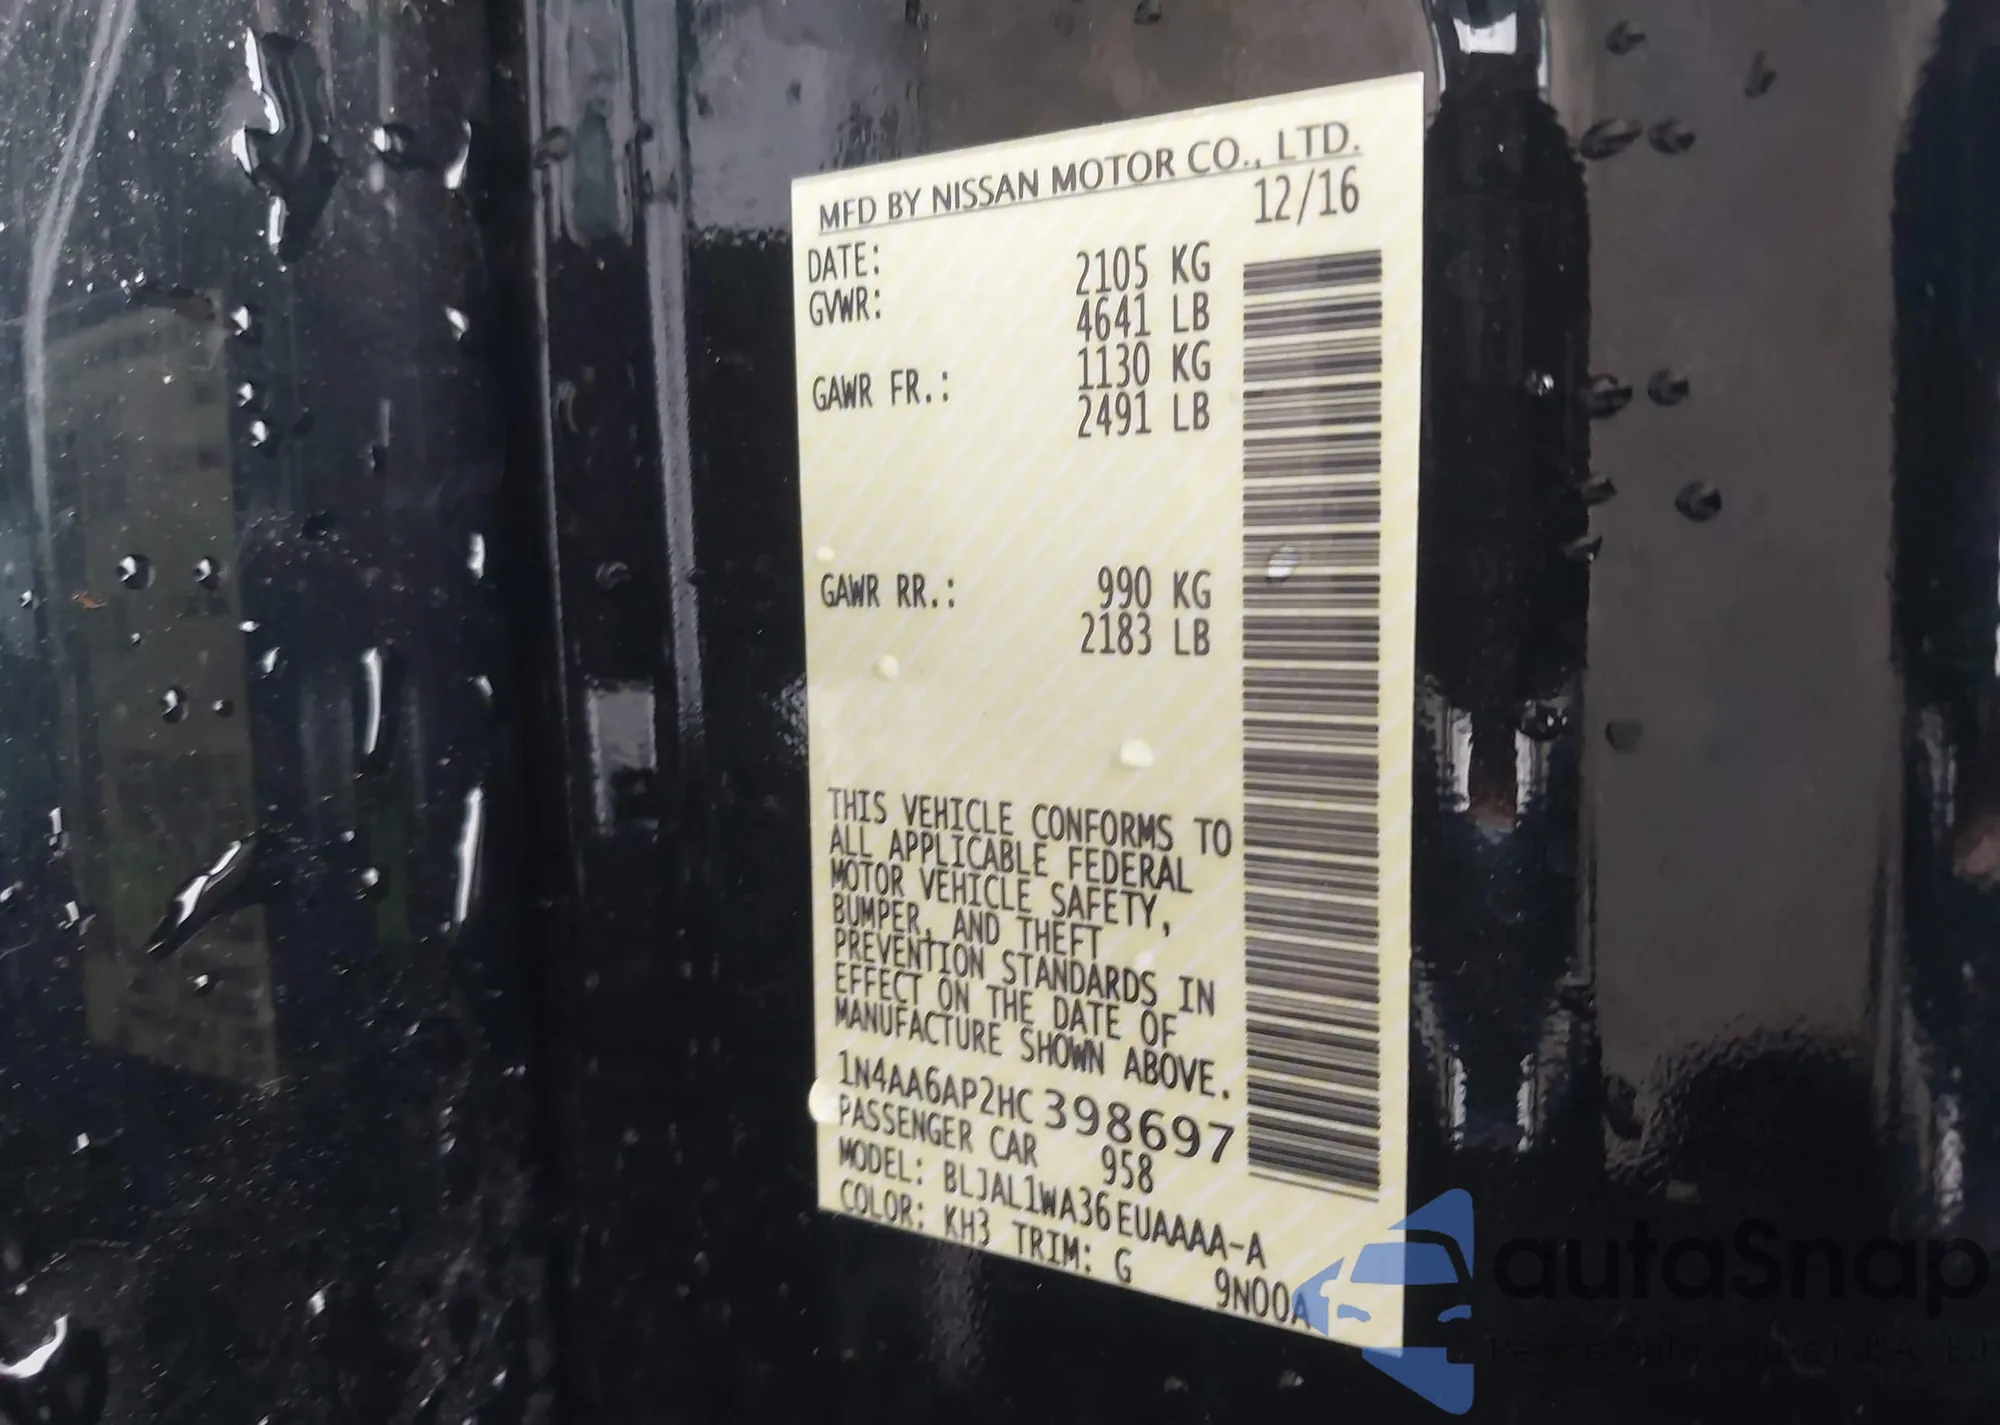 MFD BY NISSAN MOTOR CO., LTD.
DATE: 12/16
GVWR: 2105 KG
4641 LB
GAWR FR.: 1130 KG
2491 LB
GAWR RR.: 990 KG
2183 LB
THIS VEHICLE CONFORMS TO
ALL APPLICABLE FEDERAL
MOTOR VEHICLE SAFETY,
BUMPER, AND THEFT
PREVENTION STANDARDS IN
EFFECT ON THE DATE OF
MANUFACTURE SHOWN ABOVE.
1N4AA6AP2HC398697
PASSENGER CAR 958
MODEL: BLJAL1WA36EUAAAA-A
COLOR: KH3 TRIM: G 9N00A
autaSnap